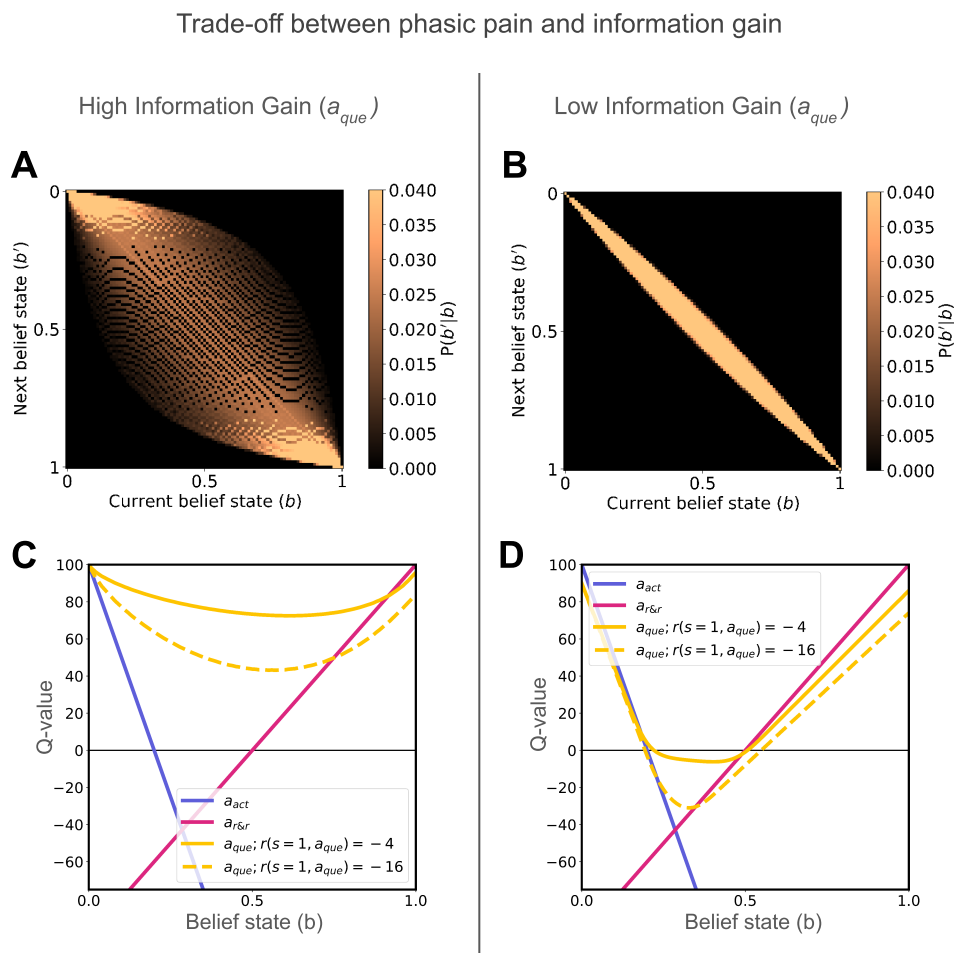 Trade-off between phasic pain and information gain
High Information Gain (a_que)
Low Information Gain (a_que)
A
B
0
0.5
1
Next belief state (b′)
0
0.5
1
Current belief state (b)
0.040
0.035
0.030
0.025
0.020
0.015
0.010
0.005
0.000
P(b′|b)
0
0.5
1
Next belief state (b′)
0
0.5
1
Current belief state (b)
0.040
0.035
0.030
0.025
0.020
0.015
0.010
0.005
0.000
P(b′|b)
C
100
80
60
40
20
0
−20
−40
−60
Q-value
a_act
a_r&r
a_que; r(s = 1, a_que) = −4
a_que; r(s = 1, a_que) = −16
0.0
0.5
1.0
Belief state (b)
D
100
80
60
40
20
0
−20
−40
−60
Q-value
a_act
a_r&r
a_que; r(s = 1, a_que) = −4
a_que; r(s = 1, a_que) = −16
0.0
0.5
1.0
Belief state (b)